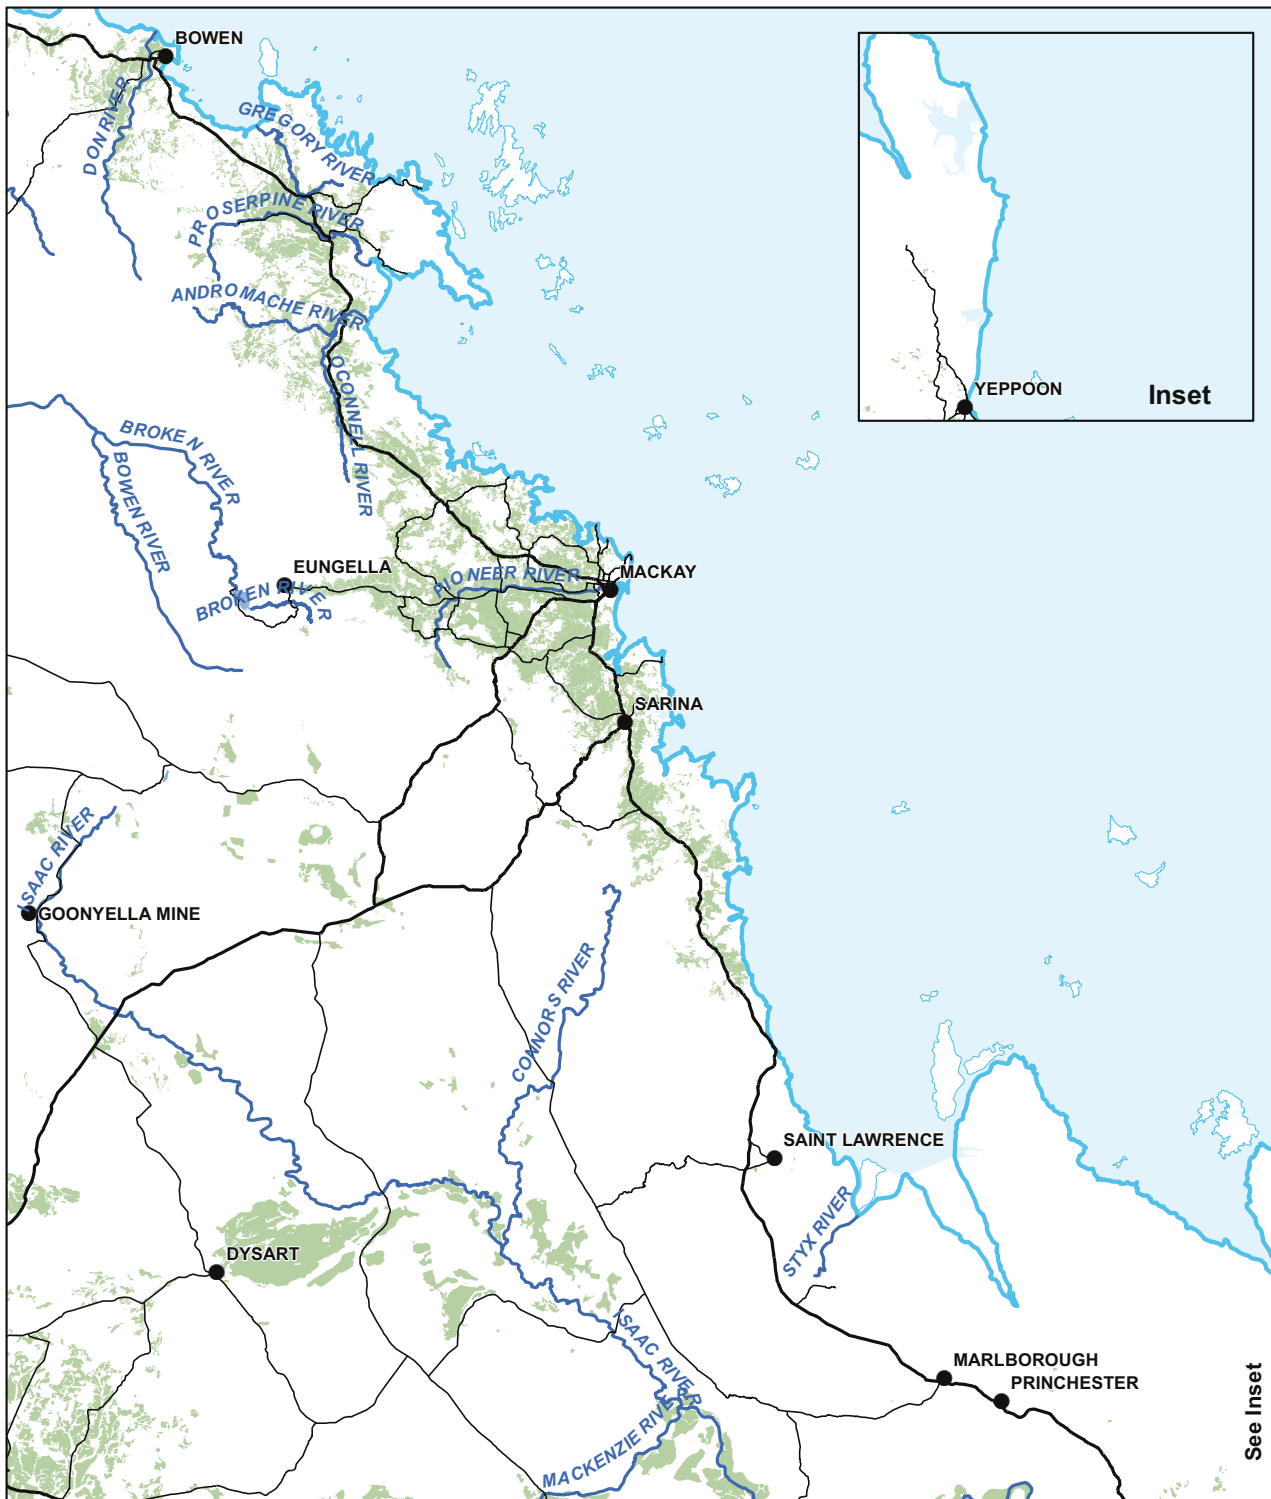 BOWEN
DON RIVER
GREGORY RIVER
PROSERPINE RIVER
ANDROMACHE RIVER
OCONNELL RIVER
YEPPOON
Inset
BROKEN RIVER
BOWEN RIVER
EUNGELLA
BROKEN RIVER
PIONEER RIVER
MACKAY
SARINA
ISAAC RIVER
GOONYELLA MINE
CONNORS RIVER
SAINT LAWRENCE
STYX RIVER
DYSART
ISAAC RIVER
MACKENZIE RIVER
MARLBOROUGH
PRINCHESTER
See Inset